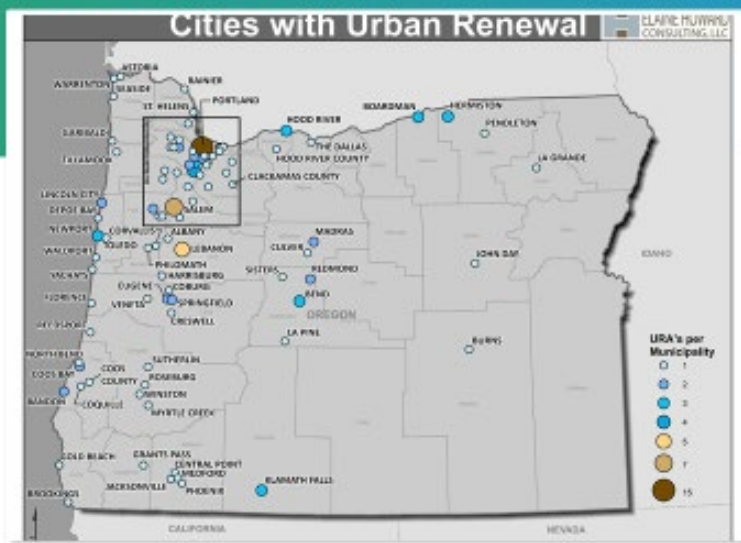 Cities with Urban Renewal
ELAINE HOWARD
CONSULTING, LLC
ASTORIA
WARRENTON
SEASIDE
RAINIER
ST. HELENS
PORTLAND
HOOD RIVER
BOARDMAN
HERMISTON
PENDLETON
GARIBALDI
THE DALLAS
HOOD RIVER COUNTY
LA GRANDE
TILLAMOOK
CLACKAMAS COUNTY
LINCOLN CITY
DEPOE BAY
SALEM
NEWPORT
CORVALLIS
ALBANY
MADRAS
TOLEDO
LEBANON
CULVER
IDAHO
WALDPORT
PHILOMATH
JOHN DAY
YACHATS
HARRISBURG
SISTERS
REDMOND
EUGENE
COBURG
FLORENCE
VENETA
SPRINGFIELD
BEND
OREGON
CRESWELL
REEDSPORT
LA PINE
BURNS
URA's per
Municipality
NORTH BEND
SUTHERLIN
1
COOS BAY
COOS
COUNTY
ROSEBURG
2
BANDON
WINSTON
3
COQUILLE
MYRTLE CREEK
4
GOLD BEACH
GRANTS PASS
CENTRAL POINT
7
MEDFORD
JACKSONVILLE
PHOENIX
KLAMATH FALLS
BROOKINGS
CALIFORNIA
NEVADA